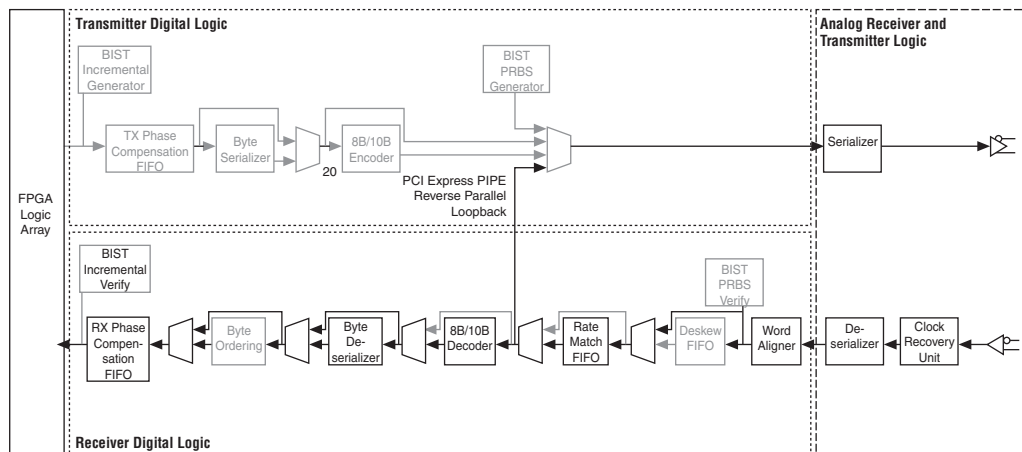 Transmitter Digital Logic
Analog Receiver and
Transmitter Logic
BIST
Incremental
Generator
BIST
PRBS
Generator
TX Phase
Compensation
FIFO
Byte
Serializer
20
8B/10B
Encoder
Serializer
PCI Express PIPE
Reverse Parallel
Loopback
FPGA
Logic
Array
BIST
Incremental
Verify
BIST
PRBS
Verify
RX Phase
Compen-
sation
FIFO
Byte
Ordering
Byte
De-
serializer
8B/10B
Decoder
Rate
Match
FIFO
Deskew
FIFO
Word
Aligner
De-
serializer
Clock
Recovery
Unit
Receiver Digital Logic